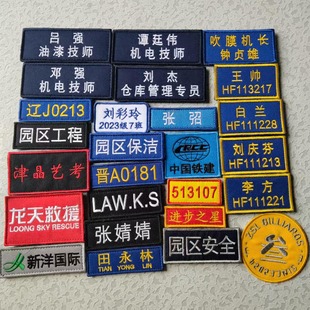 吕强
油漆技师
谭廷伟
机电技师
吹膜机长
钟贞雄
邓强
机电技师
刘杰
仓库管理专员
王帅
HF113217
辽J0213
刘彩玲
2023级7班
张弨
白兰
HF111228
园区工程
园区保洁
CRCC
中国铁建
刘庆芬
HF111213
津晶艺考
晋A0181
513107
李方
HF111221
龙天救援
LOONG SKY RESCUE
LAW.K.S
进步之星
张婧婧
园区安全
ZSL BILLIARDS
新洋国际
田永林
TIAN YONG LIN